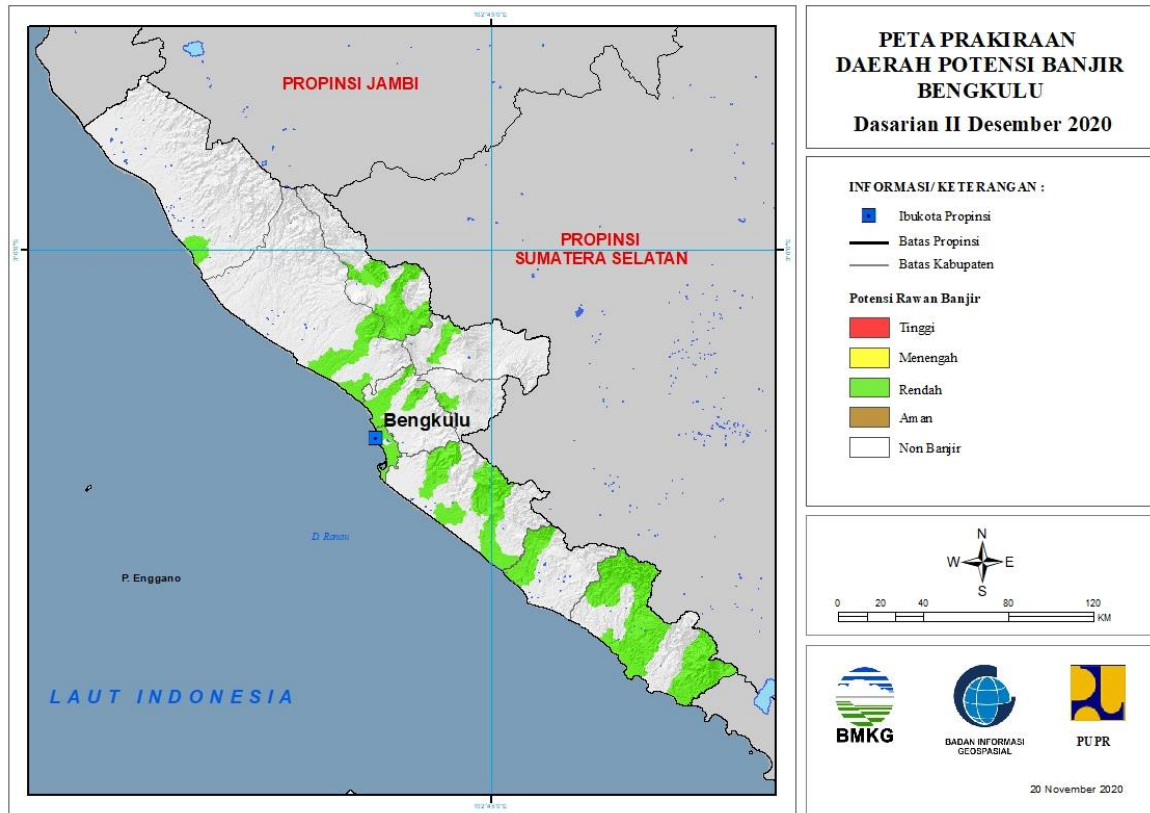 PETA PRAKIRAAN
DAERAH POTENSI BANJIR
BENGKULU
Dasarian II Desember 2020
PROPINSI JAMBI
PROPINSI
SUMATERA SELATAN
Bengkulu
D. Ranau
P. Enggano
LAUT INDONESIA
INFORMASI/ KETERANGAN :
Ibukota Propinsi
Batas Propinsi
Batas Kabupaten
Potensi Rawan Banjir
Tinggi
Menengah
Rendah
Aman
Non Banjir
N
W E
S
0 20 40 80 120
KM
BMKG
BADAN INFORMASI
GEOSPASIAL
PUPR
20 November 2020